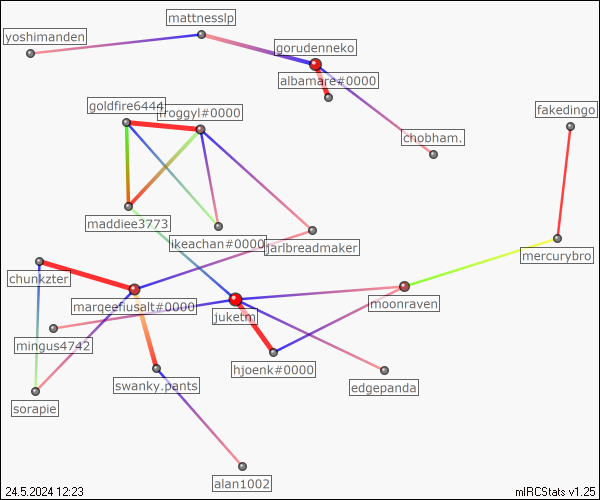 mattnesslp
yoshimanden
gorudenneko
albamare#0000
goldfire6444
froggyl#0000
fakedingo
chobham.
maddiee3773
likeachan#0000
jarlbreadmaker
mercurybro
chunkzter
marqeefiusalt#0000
moonraven
juketm
mingus4742
hjoenk#0000
swanky.pants
edgepanda
sorapie
alan1002
24.5.2024 12:23
mIRCStats v1.25